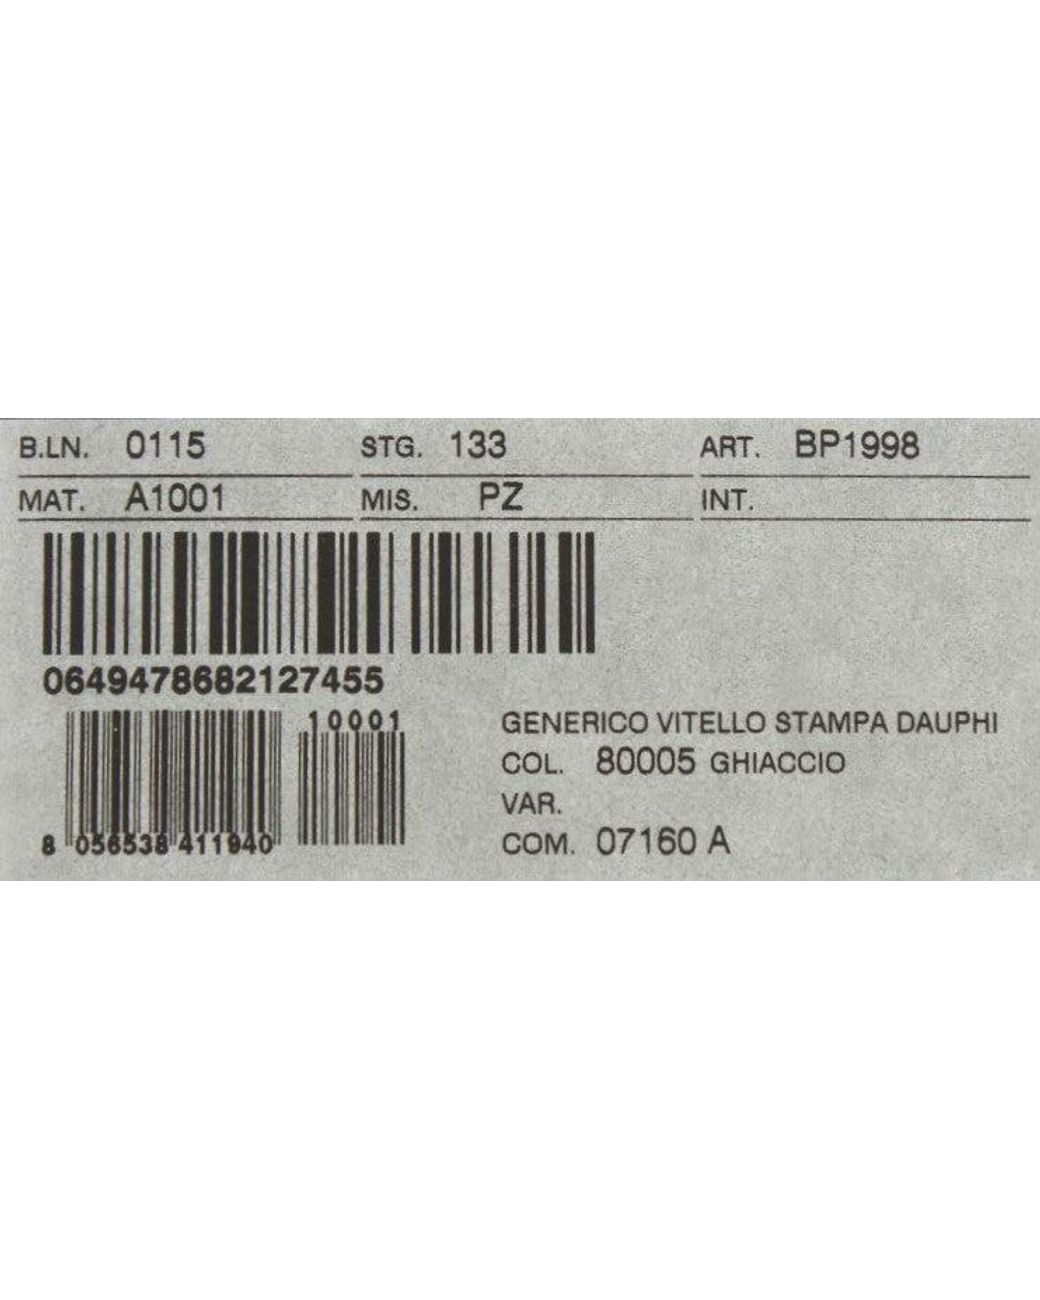 B.LN. 0115 STG. 133 ART. BP1998
MAT. A1001 MIS. PZ INT.
0649478682127455
10001
8 056538 411940
GENERICO VITELLO STAMPA DAUPHI
COL. 80005 GHIACCIO
VAR.
COM. 07160 A